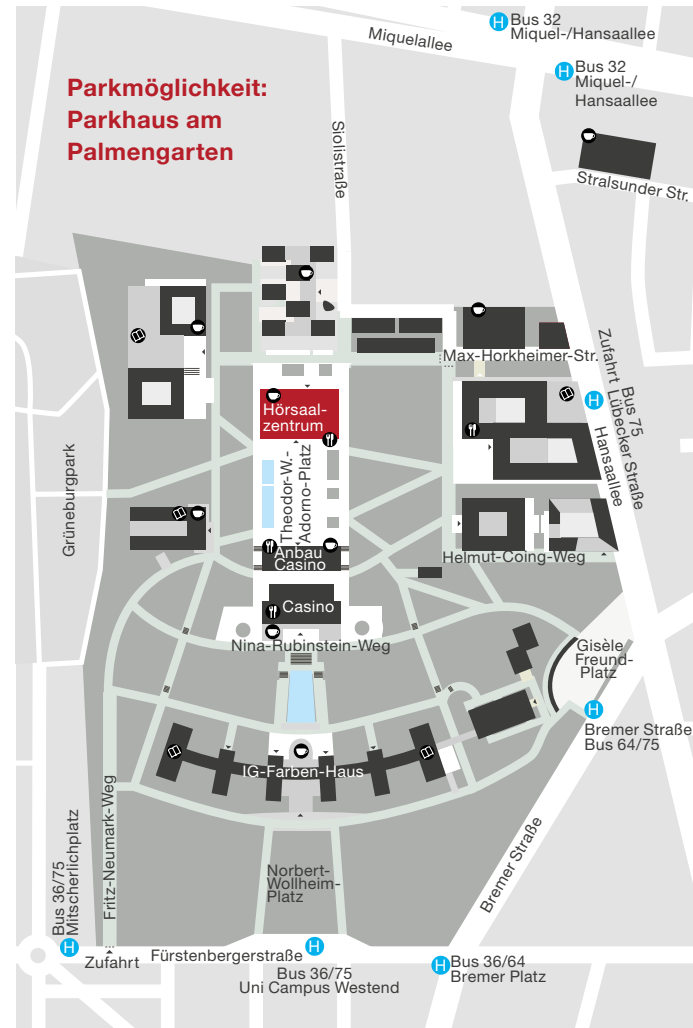 Bus 32
Miquel-/Hansaallee
Miquelallee
Bus 32
Miquel-/
Hansaallee
Parkmöglichkeit:
Parkhaus am
Palmengarten
Siolistraße
Stralsunder Str.
Max-Horkheimer-Str.
Zufahrt Lübecker Straße
Bus 75
Hansaallee
Hörsaal-
zentrum
Theodor-W.-
Adorno-Platz
Grüneburgpark
Anbau
Casino
Helmut-Coing-Weg
Casino
Nina-Rubinstein-Weg
Gisèle
Freund-
Platz
Bremer Straße
Bus 64/75
IG-Farben-Haus
Fritz-Neumark-Weg
Bremer Straße
Norbert-
Wollheim-
Platz
Bus 36/75
Mitscherlichplatz
Zufahrt
Fürstenbergerstraße
Bus 36/75
Uni Campus Westend
Bus 36/64
Bremer Platz
H
H
H
H
H
H
H